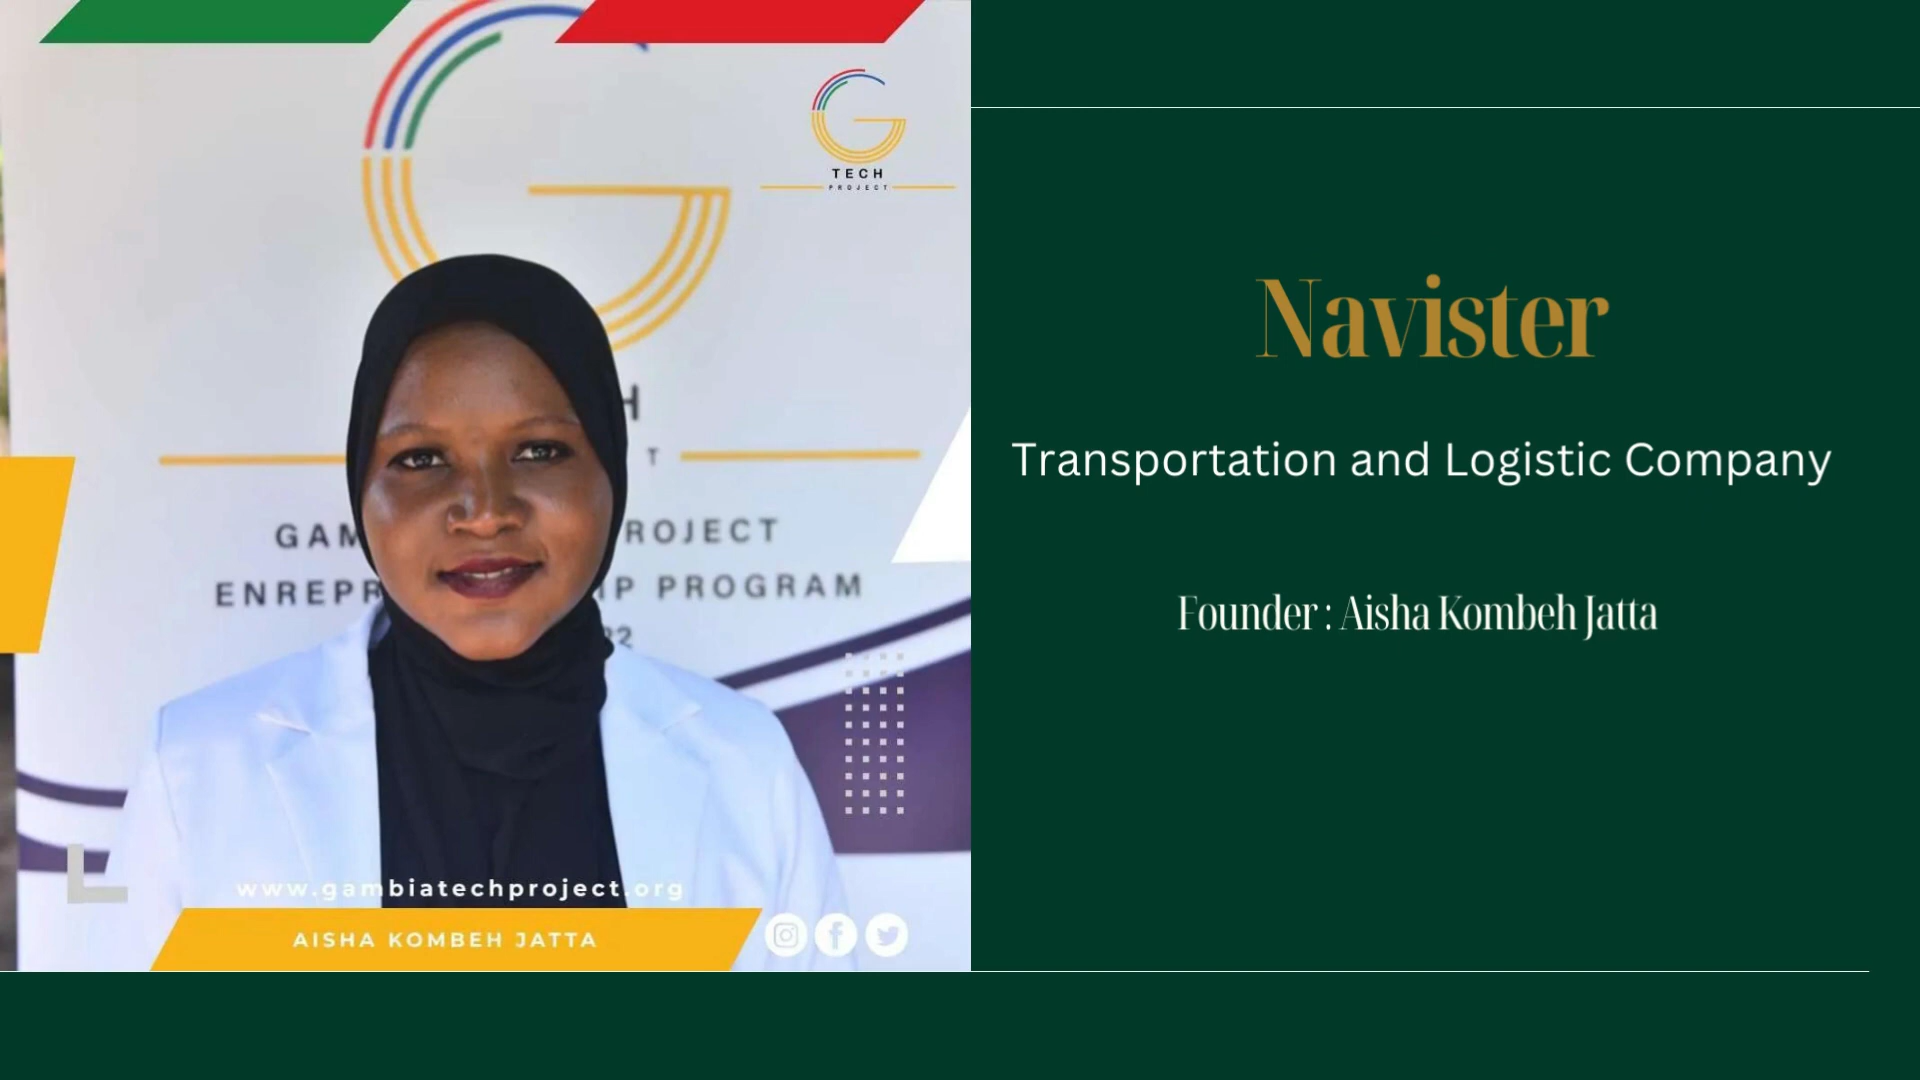 TECH
PROJECT
H
T
GAM ROJECT
ENREPR IP PROGRAM
22
www.gambiatechproject.org
AISHA KOMBEH JATTA
Navister
Transportation and Logistic Company
Founder : Aisha Kombeh Jatta